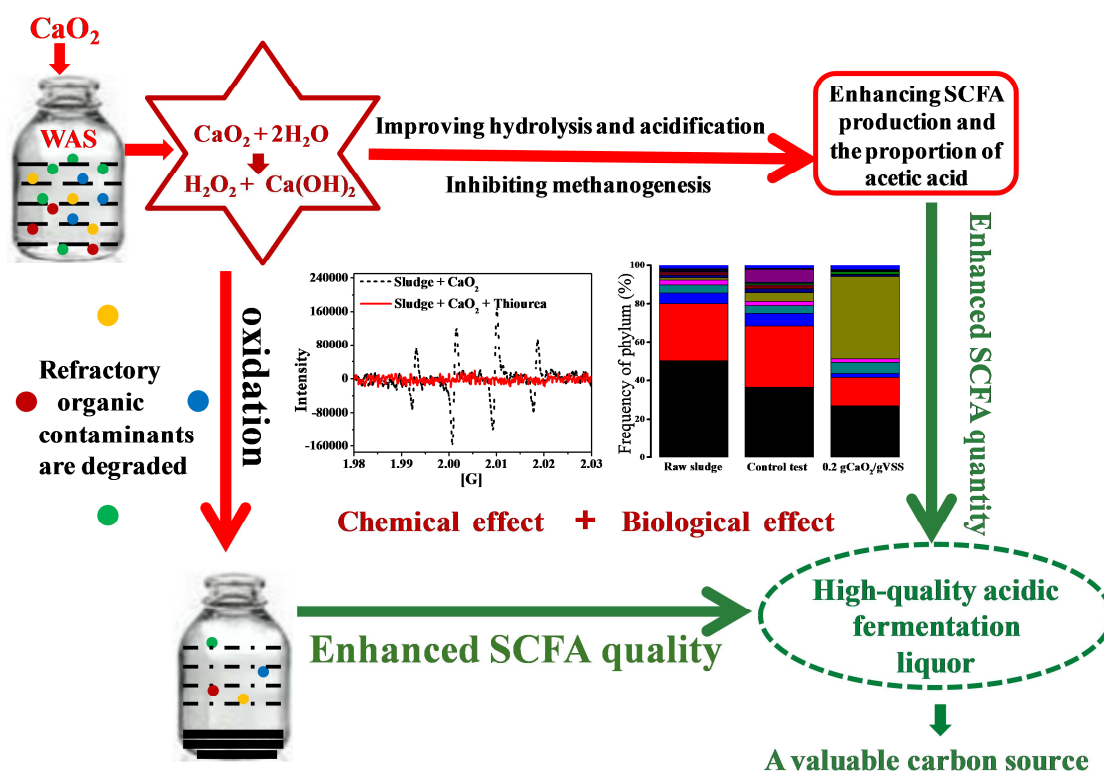 CaO₂
WAS
CaO₂ + 2H₂O
H₂O₂ + Ca(OH)₂
Improving hydrolysis and acidification
Inhibiting methanogenesis
Enhancing SCFA
production and
the proportion of
acetic acid
oxidation
Refractory
organic
contaminants
are degraded
240000
160000
80000
0
-80000
-160000
Intensity
Sludge + CaO₂
Sludge + CaO₂ + Thiourea
1.98
1.99
2.00
2.01
2.02
2.03
[G]
Frequency of phylum (%)
100
80
60
40
20
0
Raw sludge
Control test
0.2 gCaO₂/gVSS
Enhanced SCFA quantity
Chemical effect + Biological effect
Enhanced SCFA quality
High-quality acidic
fermentation
liquor
A valuable carbon source